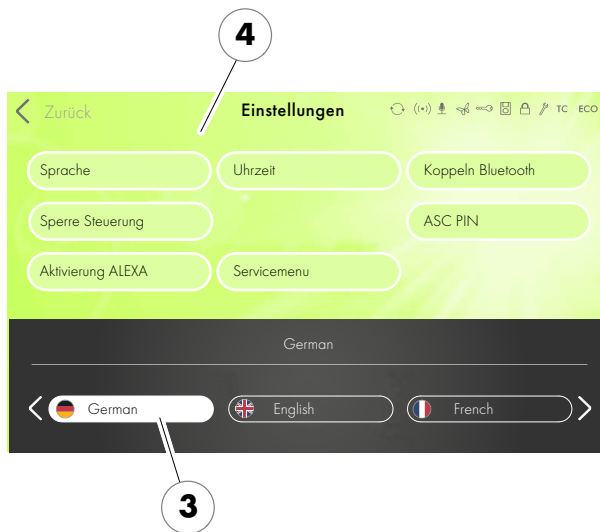 4
Zurück Einstellungen TC ECO
Sprache Uhrzeit Koppeln Bluetooth
Sperre Steuerung ASC PIN
Aktivierung ALEXA Servicemenu
German
German English French
3